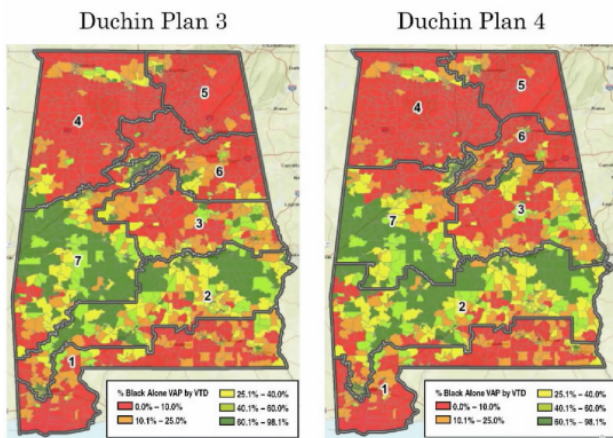 Duchin Plan 3
Duchin Plan 4
5
4
6
3
7
2
1
% Black Alone VAP by VTD
0.0% - 10.0%
10.1% - 25.0%
25.1% - 40.0%
40.1% - 60.0%
60.1% - 98.1%
5
4
6
3
7
2
1
% Black Alone VAP by VTD
0.0% - 10.0%
10.1% - 25.0%
25.1% - 40.0%
40.1% - 60.0%
60.1% - 98.1%